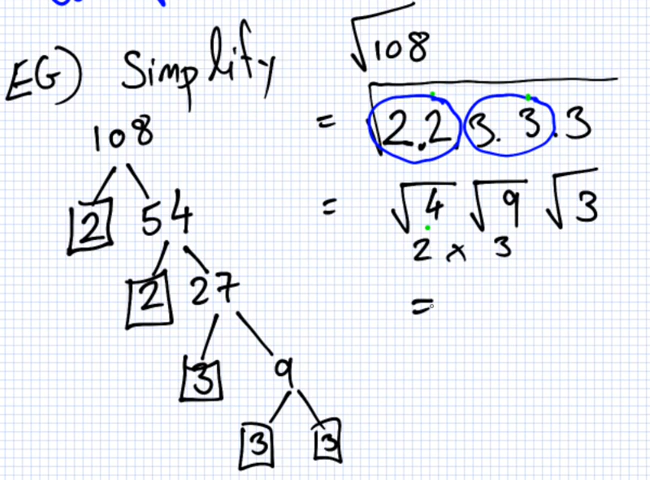 √108
EG) Simplify
108
= √2.2 3.3.3
2 54
= √4 √9 √3
2 × 3
2 27
=
3 9
3 3